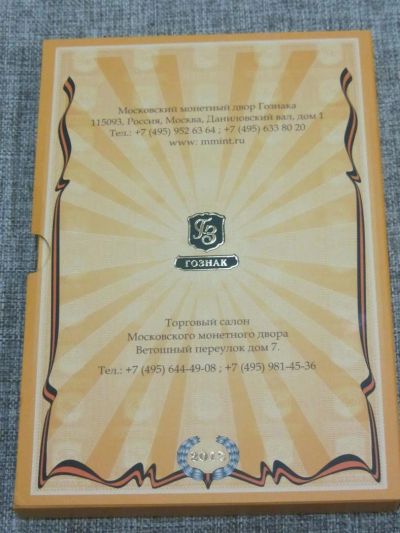 Московский монетный двор Гознака
115093, Россия, Москва, Даниловский вал, дом 1
Тел.: +7 (495) 952 63 64 ; +7 (495) 633 80 20
www: mmint.ru
ГЗ
ГОЗНАК
Торговый салон
Московского монетного двора
Ветошный переулок дом 7.
Тел.: +7 (495) 644-49-08 ; +7 (495) 981-45-36
2015